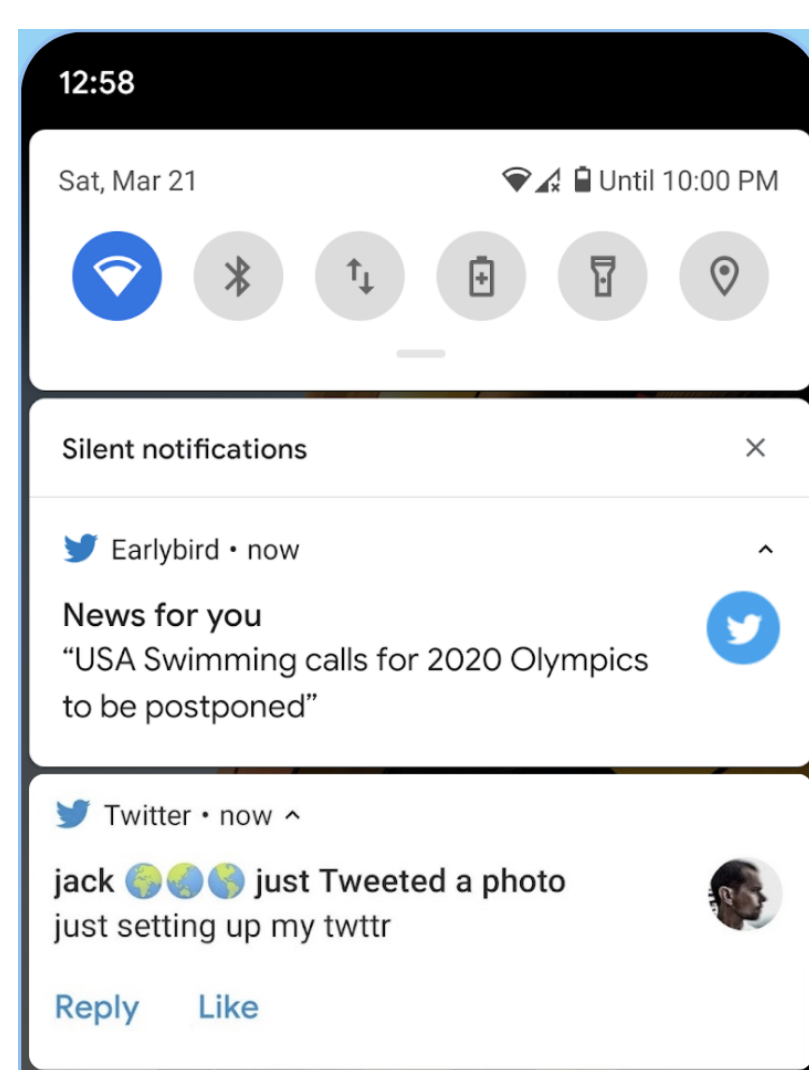 12:58
Sat, Mar 21 Until 10:00 PM
Silent notifications
Earlybird • now
News for you
“USA Swimming calls for 2020 Olympics
to be postponed”
Twitter • now
jack 🌍🌏🌎 just Tweeted a photo
just setting up my twttr
Reply Like